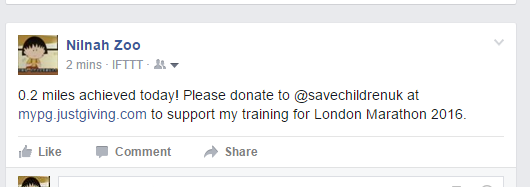 Nilnah Zoo
2 mins · IFTTT ·
0.2 miles achieved today! Please donate to @savechildrenuk at
mypg.justgiving.com to support my training for London Marathon 2016.
Like Comment Share